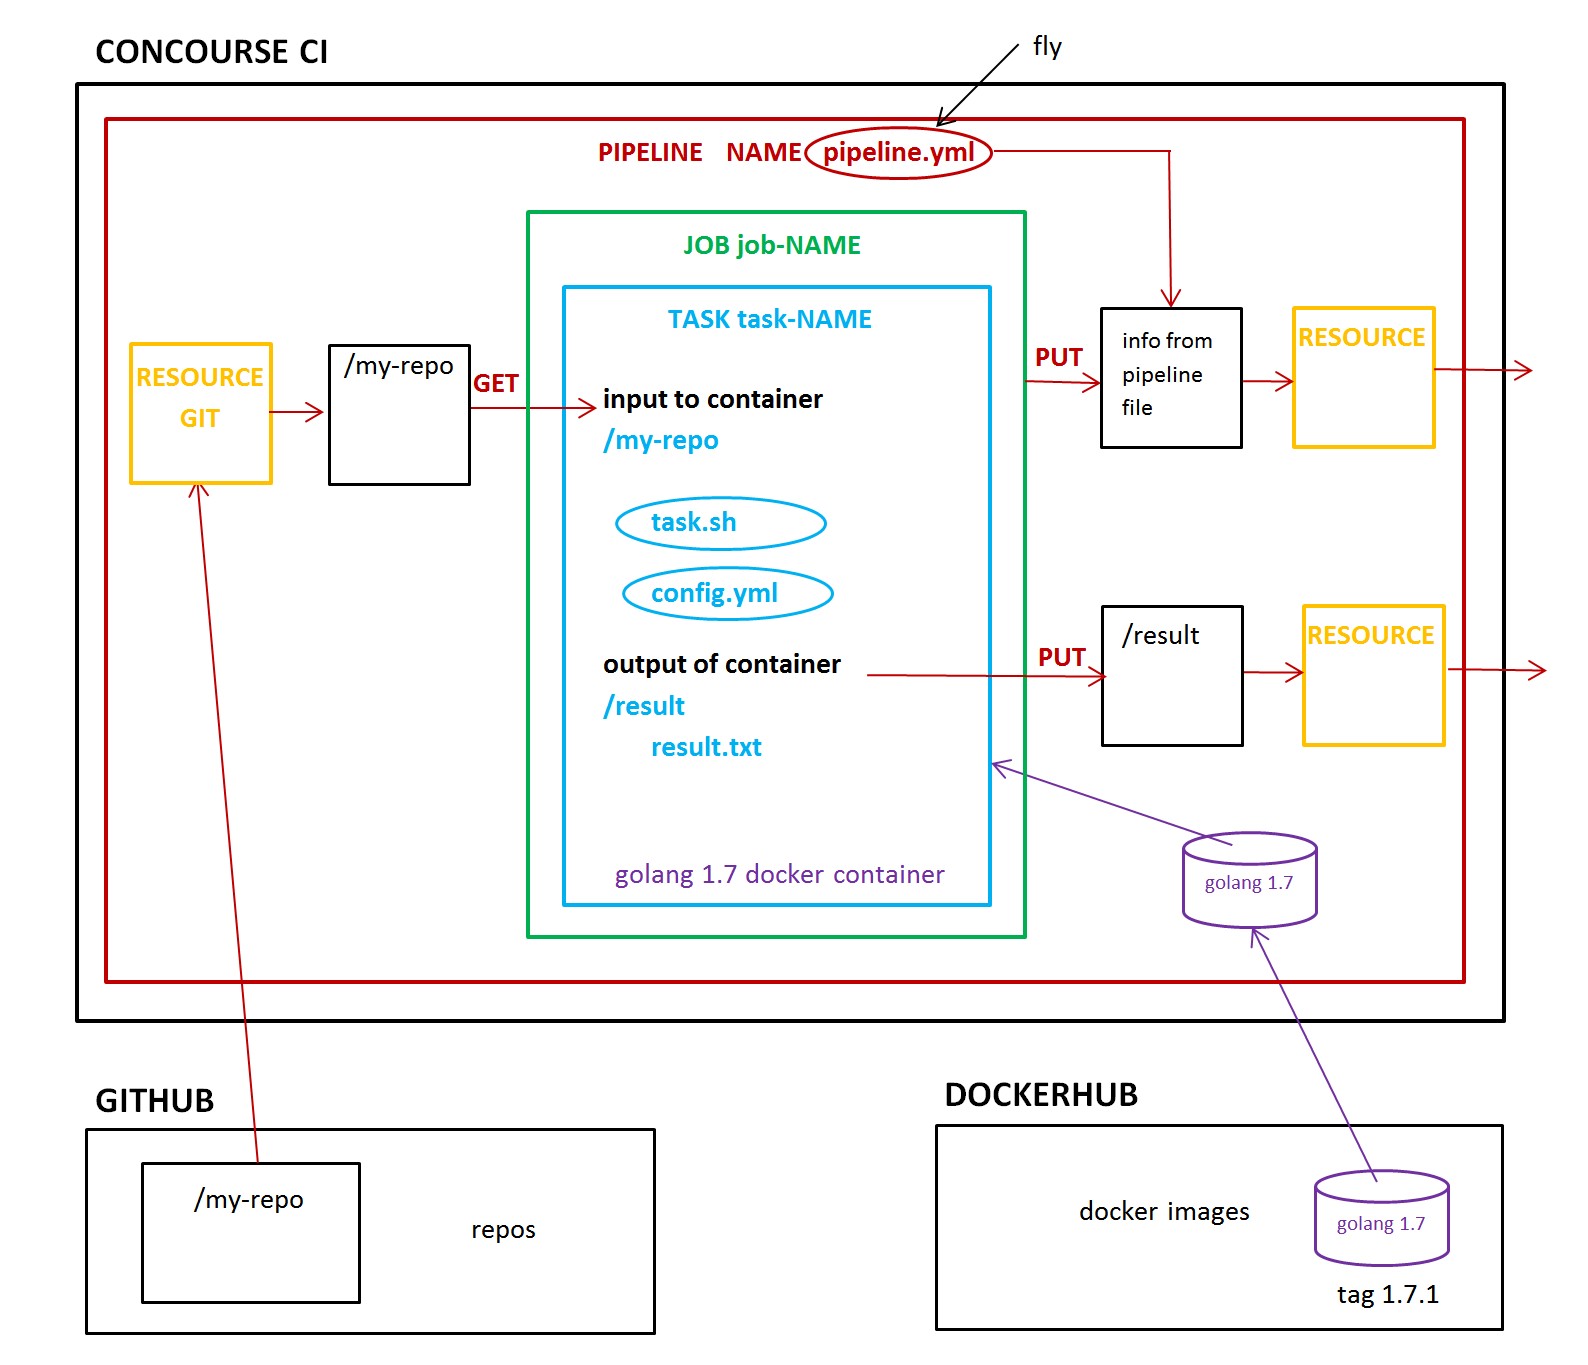 CONCOURSE CI
fly
PIPELINE NAME pipeline.yml
JOB job-NAME
TASK task-NAME
RESOURCE
GIT
/my-repo
GET
input to container
/my-repo
task.sh
config.yml
output of container
/result
result.txt
golang 1.7 docker container
PUT
info from
pipeline
file
RESOURCE
PUT
/result
RESOURCE
golang 1.7
GITHUB
/my-repo
repos
DOCKERHUB
docker images
golang 1.7
tag 1.7.1